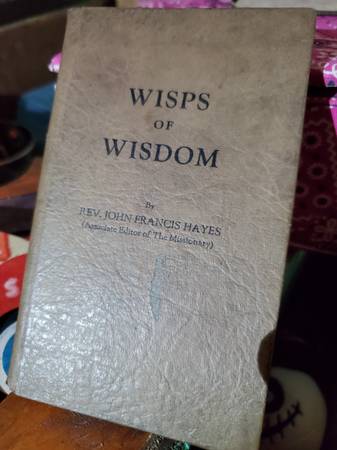 WISPS
OF
WISDOM
By
REV. JOHN FRANCIS HAYES
(Associate Editor of The Missionary)